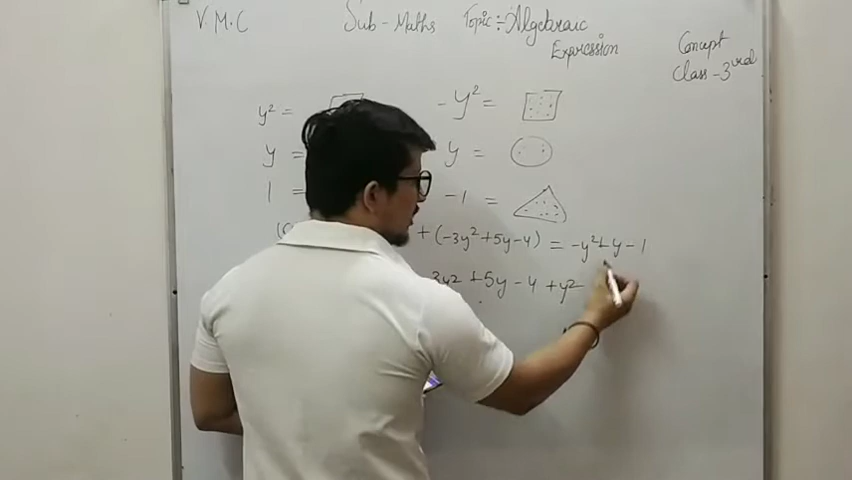 V.M.C Sub-Maths Topic:-Algebraic
Expression
Concept
Class-3rd
y² = -y² =
y = y =
1 = -1 =
+ (-3y²+5y-4) = -y²+y-1
3y² +5y - 4 + y²